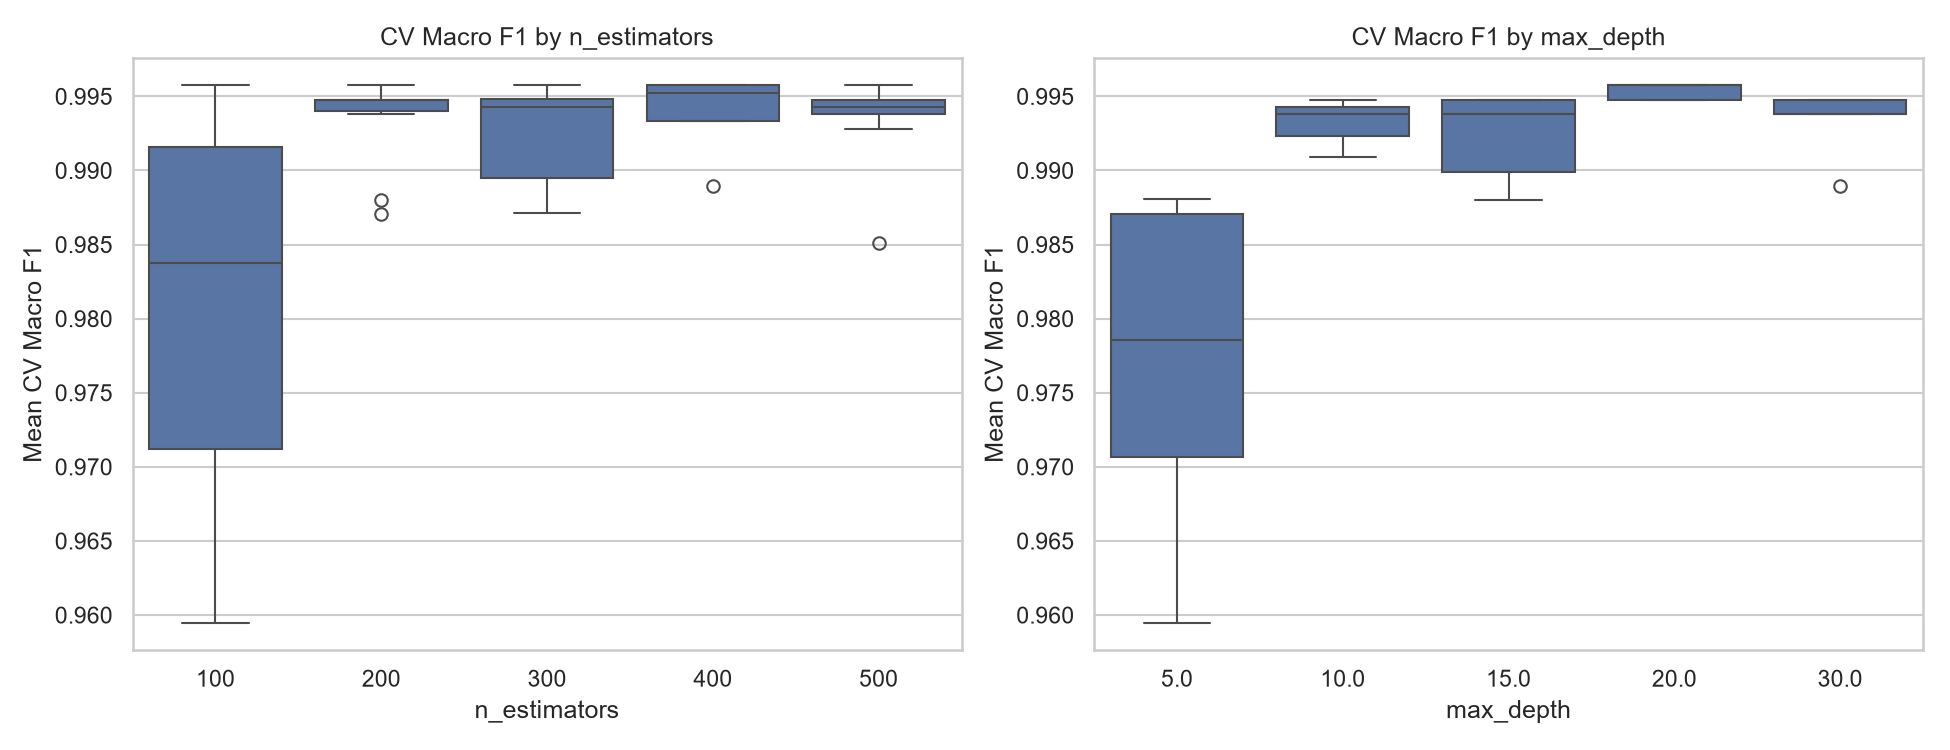 CV Macro F1 by n_estimators
Mean CV Macro F1
0.995
0.990
0.985
0.980
0.975
0.970
0.965
0.960
100 200 300 400 500
n_estimators
CV Macro F1 by max_depth
Mean CV Macro F1
0.995
0.990
0.985
0.980
0.975
0.970
0.965
0.960
5.0 10.0 15.0 20.0 30.0
max_depth